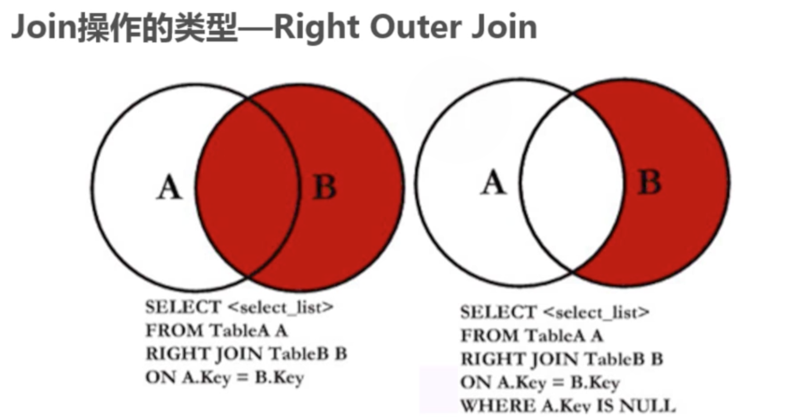 Join操作的类型—Right Outer Join
A
B
SELECT <select_list>
FROM TableA A
RIGHT JOIN TableB B
ON A.Key = B.Key
A
B
SELECT <select_list>
FROM TableA A
RIGHT JOIN TableB B
ON A.Key = B.Key
WHERE A.Key IS NULL